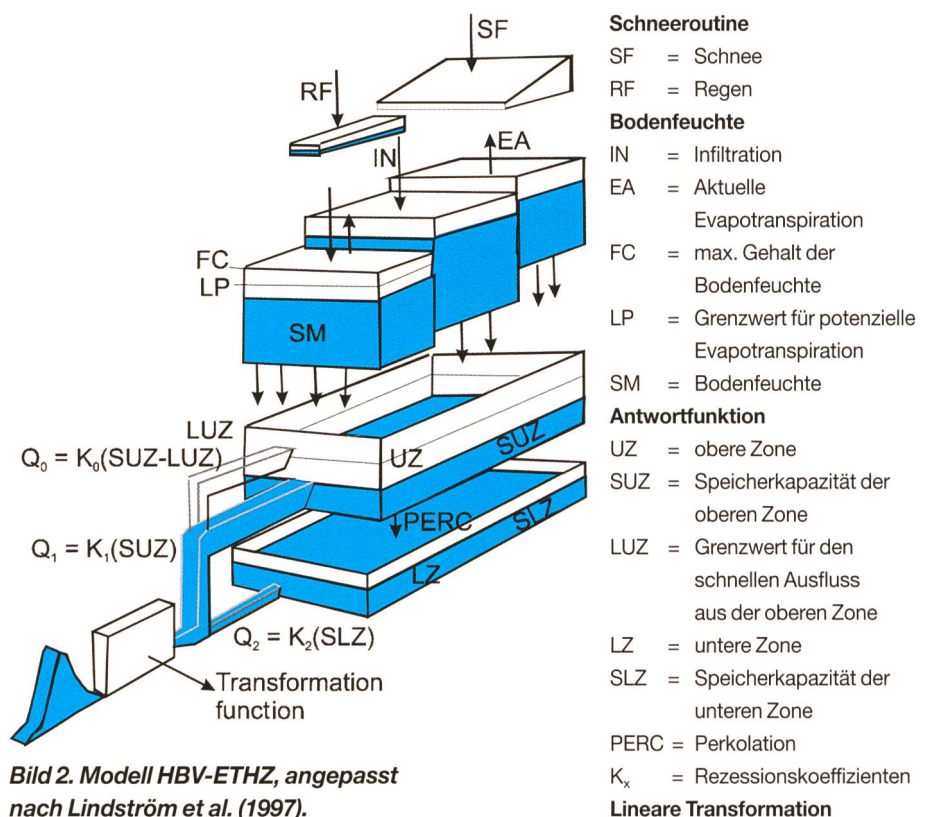 SF
RF
IN
EA
FC
LP
SM
LUZ
UZ
SUZ
Q₀ = K₀(SUZ-LUZ)
PERC
SLZ
Q₁ = K₁(SUZ)
LZ
Q₂ = K₂(SLZ)
Transformation
function
Bild 2. Modell HBV-ETHZ, angepasst
nach Lindström et al. (1997).
Schneeroutine
SF = Schnee
RF = Regen
Bodenfeuchte
IN = Infiltration
EA = Aktuelle
Evapotranspiration
FC = max. Gehalt der
Bodenfeuchte
LP = Grenzwert für potenzielle
Evapotranspiration
SM = Bodenfeuchte
Antwortfunktion
UZ = obere Zone
SUZ = Speicherkapazität der
oberen Zone
LUZ = Grenzwert für den
schnellen Ausfluss
aus der oberen Zone
LZ = untere Zone
SLZ = Speicherkapazität der
unteren Zone
PERC = Perkolation
Kₓ = Rezessionskoeffizienten
Lineare Transformation